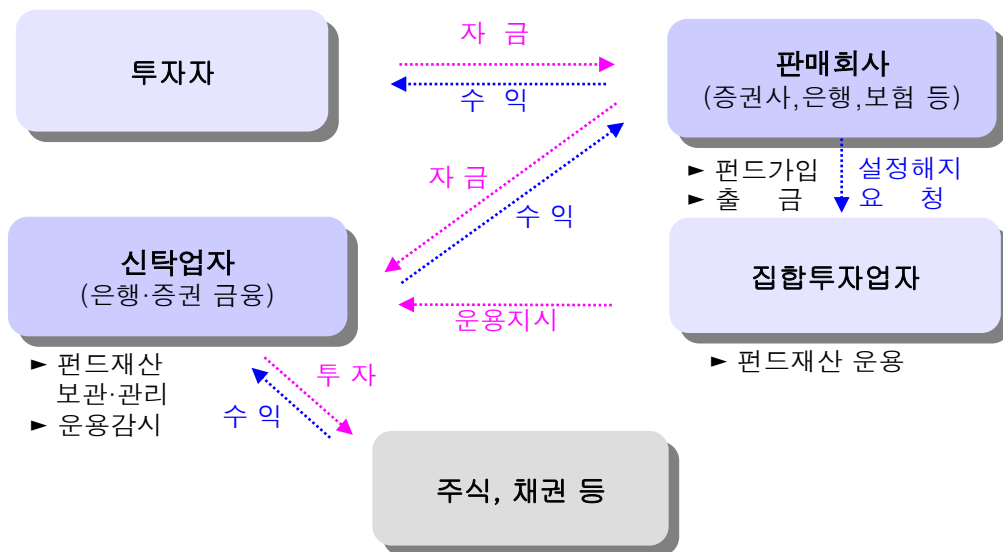 자 금
투자자
수 익
판매회사
(증권사,은행,보험 등)
자 금
수 익
► 펀드가입
► 출 금
설정해지
요 청
신탁업자
(은행·증권 금융)
집합투자업자
운용지시
► 펀드재산
보관·관리
► 운용감시
투 자
수 익
► 펀드재산 운용
주식, 채권 등